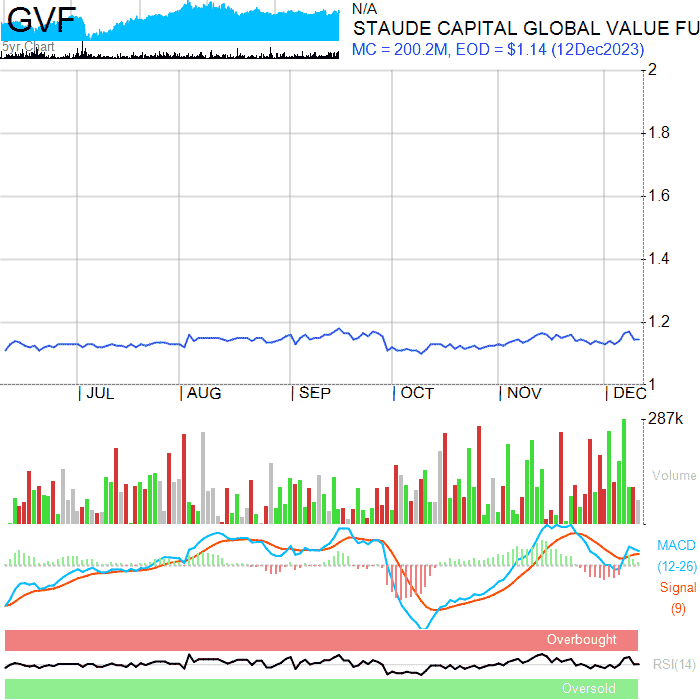 GVF
5yr Chart
N/A
STAUDE CAPITAL GLOBAL VALUE FU
MC = 200.2M, EOD = $1.14 (12Dec2023)
2
1.8
1.6
1.4
1.2
1
JUL
AUG
SEP
OCT
NOV
DEC
287k
Volume
MACD
(12-26)
Signal
(9)
Overbought
RSI(14)
Oversold